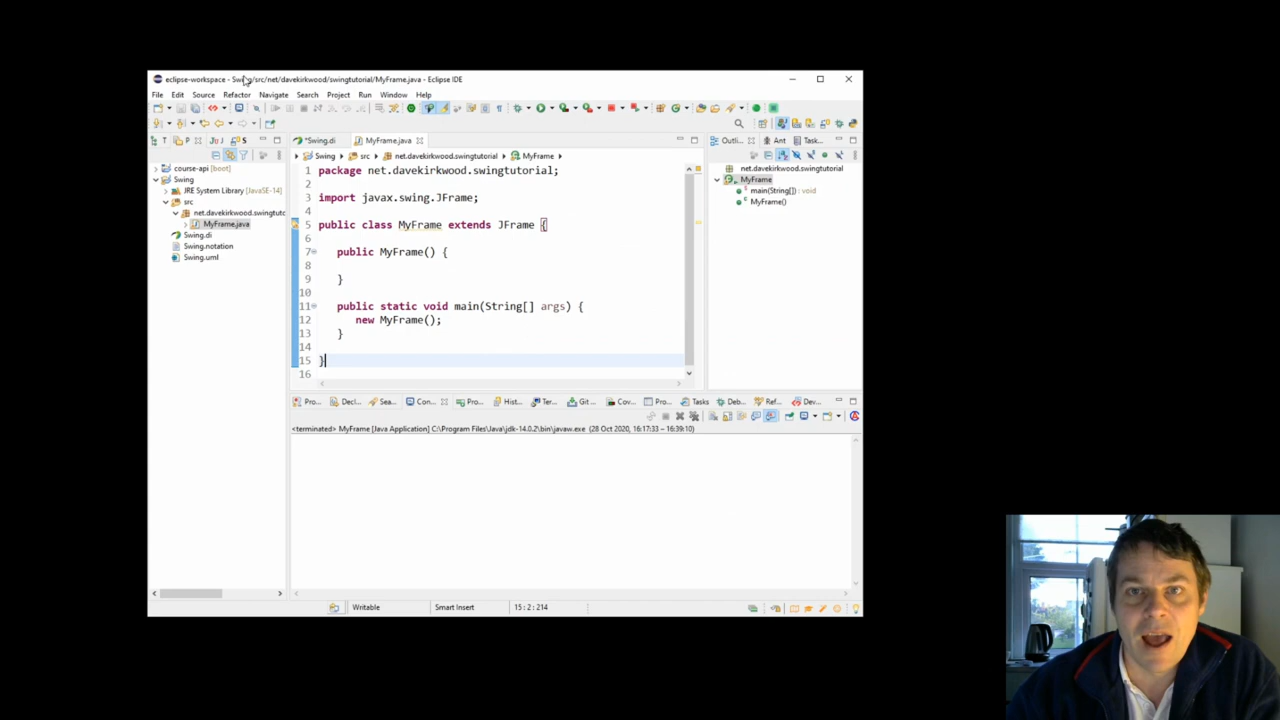 eclipse-workspace - Swing/src/net/davekirkwood/swingtutorial/MyFrame.java - Eclipse IDE
File Edit Source Refactor Navigate Search Project Run Window Help
T P Ju J S
*Swing.di MyFrame.java
Outli... Ant Task...
course-api [boot]
Swing
JRE System Library [JavaSE-14]
src
net.davekirkwood.swingtuto
MyFrame.java
Swing.di
Swing.notation
Swing.uml
Swing src net.davekirkwood.swingtutorial MyFrame
1 package net.davekirkwood.swingtutorial;
2
3 import javax.swing.JFrame;
4
5 public class MyFrame extends JFrame {
6
7 public MyFrame() {
8
9 }
10
11 public static void main(String[] args) {
12 new MyFrame();
13 }
14
15 }
16
net.davekirkwood.swingtutorial
MyFrame
main(String[]) : void
MyFrame()
Pro... Decl... Sea... Con... Pro... Hist... Ter... Git ... Cov... Pro... Tasks Deb... Ref... Dev...
<terminated> MyFrame [Java Application] C:\Program Files\Java\jdk-14.0.2\bin\javaw.exe (28 Oct 2020, 16:17:33 – 16:39:10)
Writable Smart Insert 15 : 2 : 214